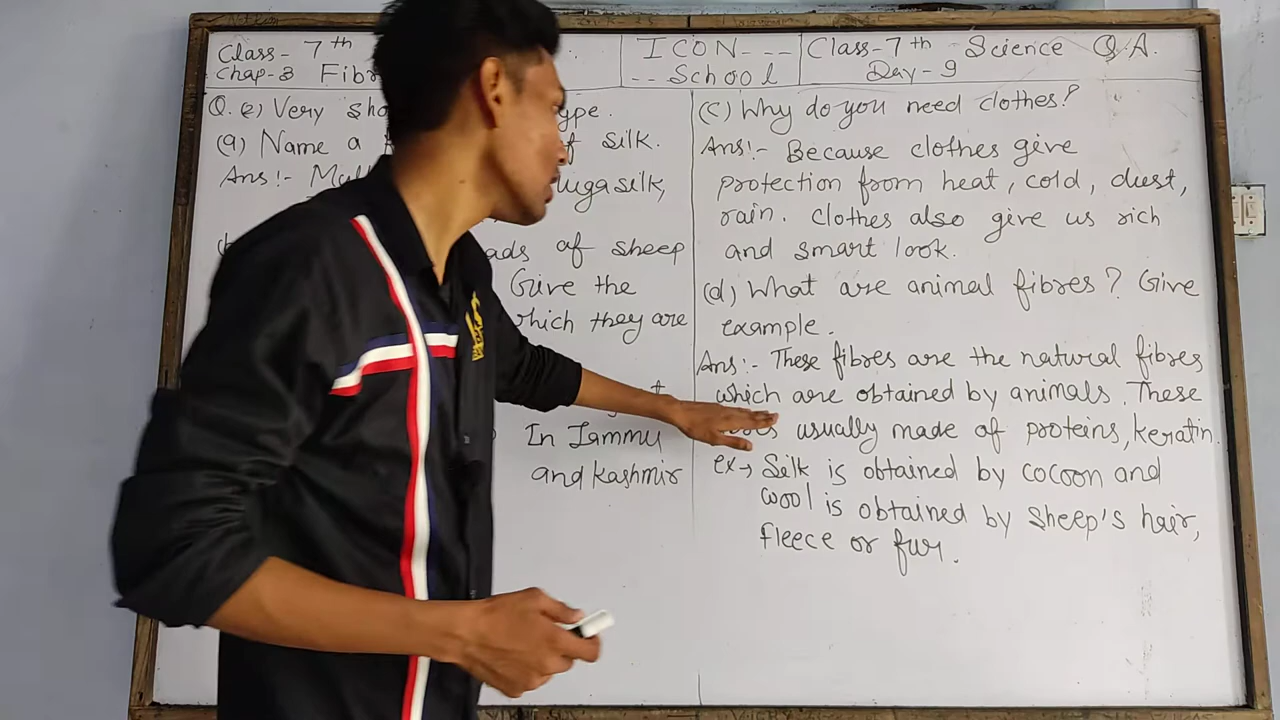 Class- 7th
Chap-3 Fib
ICON---
--School
Class-7th Science Q.A.
Day-9
Q.2) Very sho ype.
(a) Name a f silk.
Ans:- Mul uga silk,
ads of sheep
Give the
which they are
In Jammu
and Kashmir
(c) Why do you need clothes?
Ans:- Because clothes give
protection from heat, cold, dust,
rain. Clothes also give us rich
and smart look.
(d) What are animal fibres? Give
example.
Ans:- These fibres are the natural fibres
which are obtained by animals. These
usually made of proteins, keratin.
ex→ Silk is obtained by cocoon and
wool is obtained by sheep's hair,
fleece or fur.